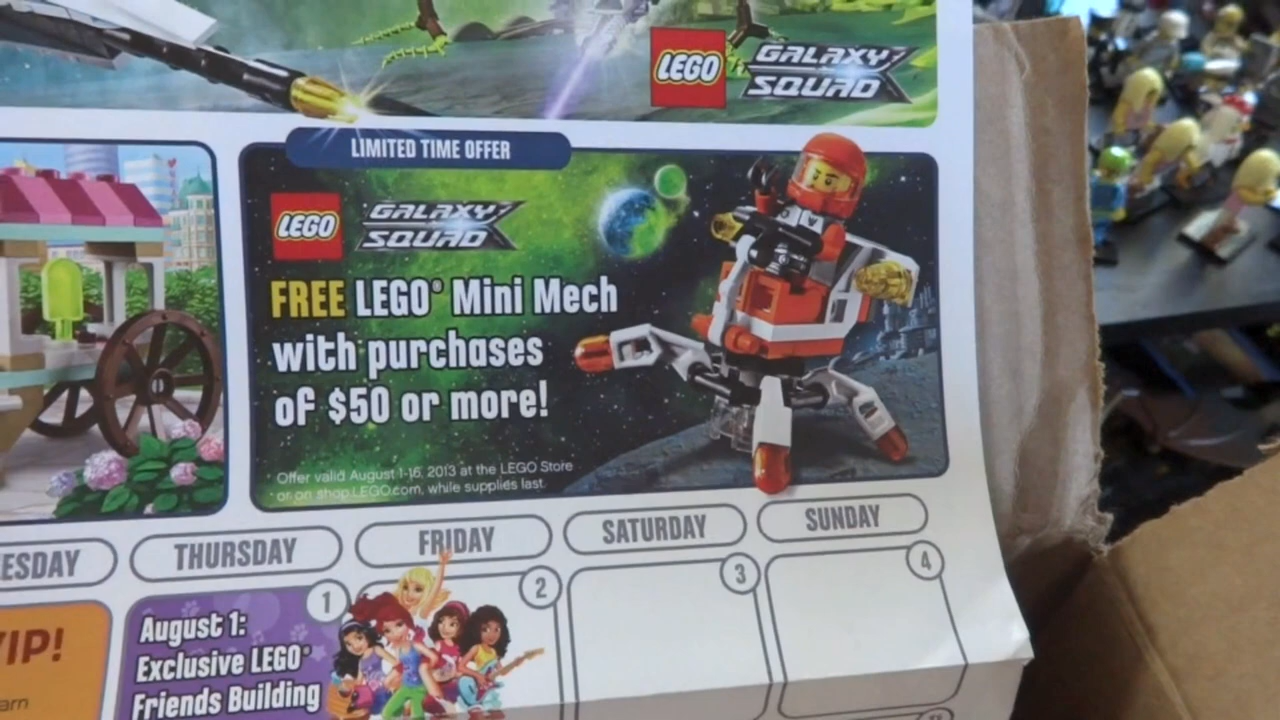 LEGO GALAXY SQUAD
LIMITED TIME OFFER
LEGO GALAXY SQUAD
FREE LEGO® Mini Mech
with purchases
of $50 or more!
Offer valid August 1-16, 2013 at the LEGO Store
or on shop.LEGO.com, while supplies last.
ESDAY THURSDAY FRIDAY SATURDAY SUNDAY
1 2 3 4
VIP!
arn
August 1:
Exclusive LEGO®
Friends Building